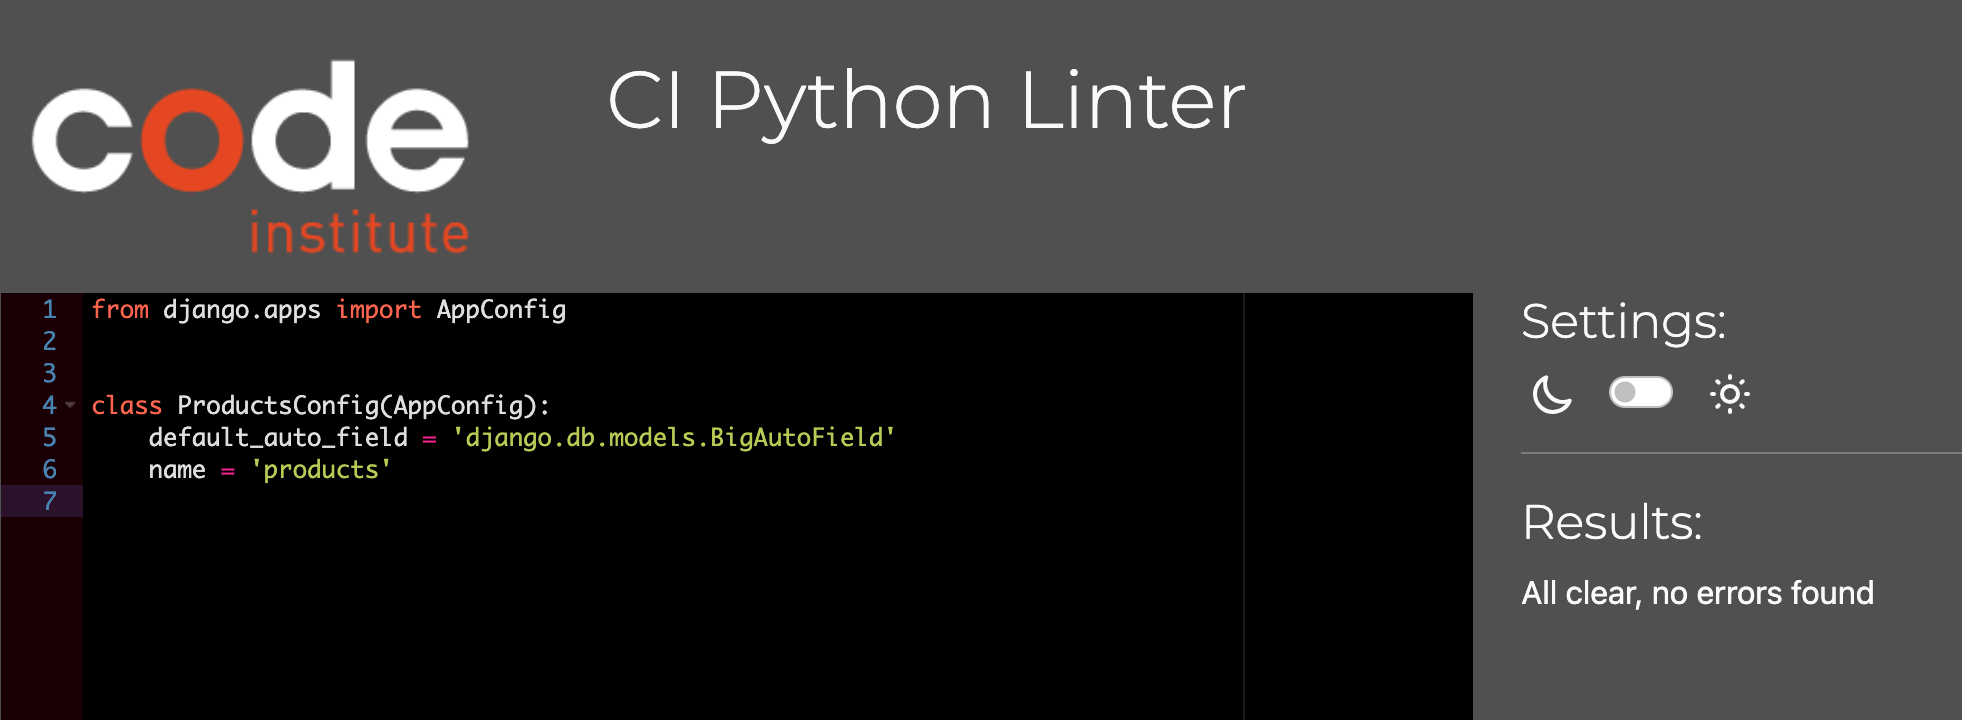 code
institute
CI Python Linter
1 from django.apps import AppConfig
2
3
4 class ProductsConfig(AppConfig):
5     default_auto_field = 'django.db.models.BigAutoField'
6     name = 'products'
7
Settings:
Results:
All clear, no errors found